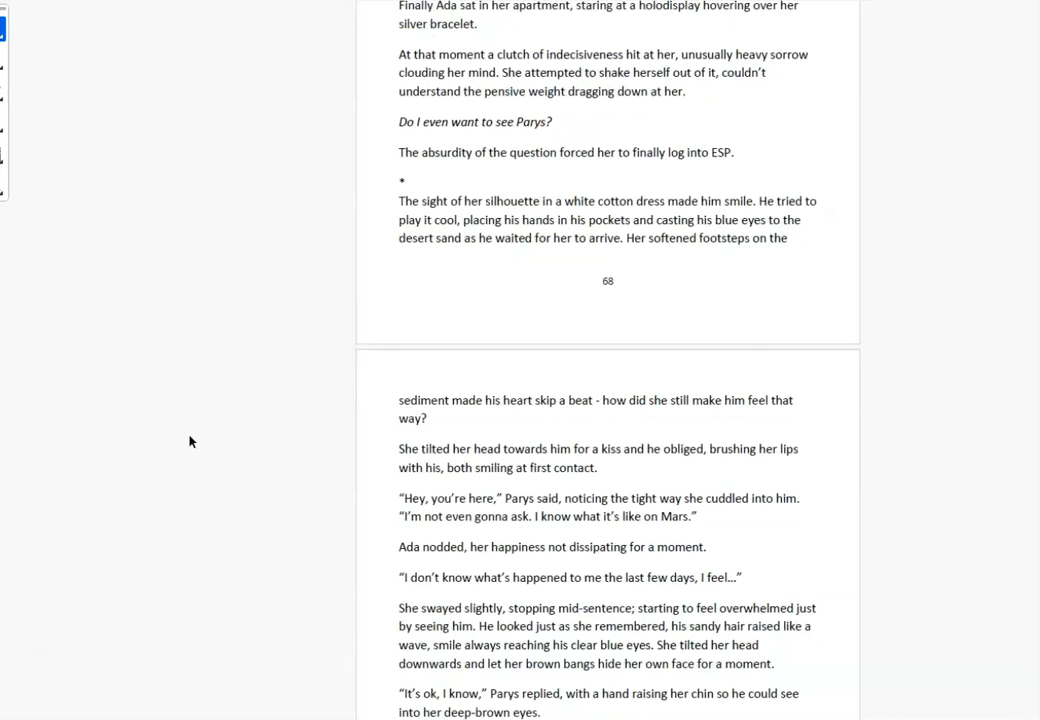 Finally Ada sat in her apartment, staring at a holodisplay hovering over her
silver bracelet.
At that moment a clutch of indecisiveness hit at her, unusually heavy sorrow
clouding her mind. She attempted to shake herself out of it, couldn’t
understand the pensive weight dragging down at her.
Do I even want to see Parys?
The absurdity of the question forced her to finally log into ESP.
*
The sight of her silhouette in a white cotton dress made him smile. He tried to
play it cool, placing his hands in his pockets and casting his blue eyes to the
desert sand as he waited for her to arrive. Her softened footsteps on the
68
sediment made his heart skip a beat - how did she still make him feel that
way?
She tilted her head towards him for a kiss and he obliged, brushing her lips
with his, both smiling at first contact.
“Hey, you’re here,” Parys said, noticing the tight way she cuddled into him.
“I’m not even gonna ask. I know what it’s like on Mars.”
Ada nodded, her happiness not dissipating for a moment.
“I don’t know what’s happened to me the last few days, I feel…”
She swayed slightly, stopping mid-sentence; starting to feel overwhelmed just
by seeing him. He looked just as she remembered, his sandy hair raised like a
wave, smile always reaching his clear blue eyes. She tilted her head
downwards and let her brown bangs hide her own face for a moment.
“It’s ok, I know,” Parys replied, with a hand raising her chin so he could see
into her deep-brown eyes.